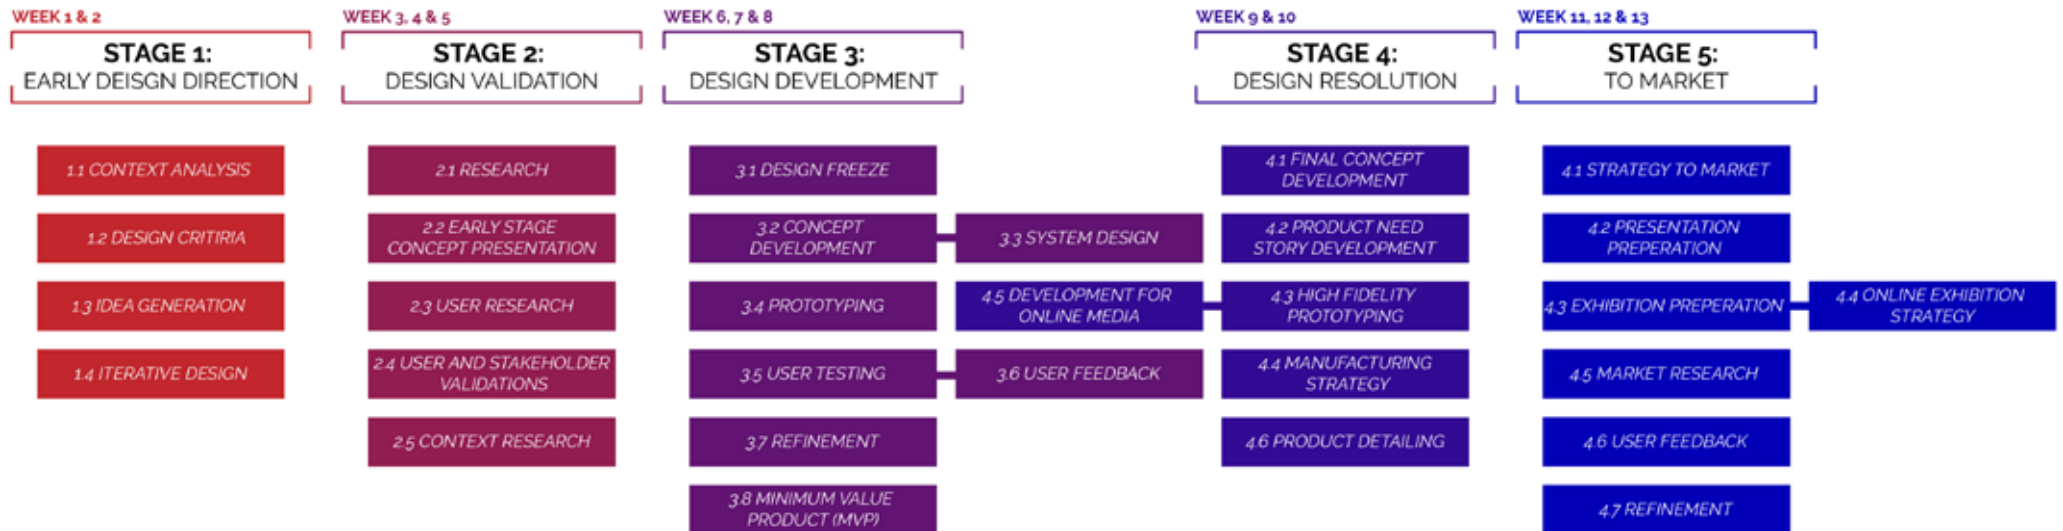 WEEK 1 & 2
STAGE 1:
EARLY DEISGN DIRECTION
1.1 CONTEXT ANALYSIS
1.2 DESIGN CRITIRIA
1.3 IDEA GENERATION
1.4 ITERATIVE DESIGN
WEEK 3, 4 & 5
STAGE 2:
DESIGN VALIDATION
2.1 RESEARCH
2.2 EARLY STAGE
CONCEPT PRESENTATION
2.3 USER RESEARCH
2.4 USER AND STAKEHOLDER
VALIDATIONS
2.5 CONTEXT RESEARCH
WEEK 6, 7 & 8
STAGE 3:
DESIGN DEVELOPMENT
3.1 DESIGN FREEZE
3.2 CONCEPT
DEVELOPMENT
3.3 SYSTEM DESIGN
3.4 PROTOTYPING
3.5 USER TESTING
3.6 USER FEEDBACK
3.7 REFINEMENT
3.8 MINIMUM VALUE
PRODUCT (MVP)
WEEK 9 & 10
STAGE 4:
DESIGN RESOLUTION
4.1 FINAL CONCEPT
DEVELOPMENT
4.2 PRODUCT NEED
STORY DEVELOPMENT
4.5 DEVELOPMENT FOR
ONLINE MEDIA
4.3 HIGH FIDELITY
PROTOTYPING
4.4 MANUFACTURING
STRATEGY
4.6 PRODUCT DETAILING
WEEK 11, 12 & 13
STAGE 5:
TO MARKET
4.1 STRATEGY TO MARKET
4.2 PRESENTATION
PREPERATION
4.3 EXHIBITION PREPERATION
4.4 ONLINE EXHIBITION
STRATEGY
4.5 MARKET RESEARCH
4.6 USER FEEDBACK
4.7 REFINEMENT